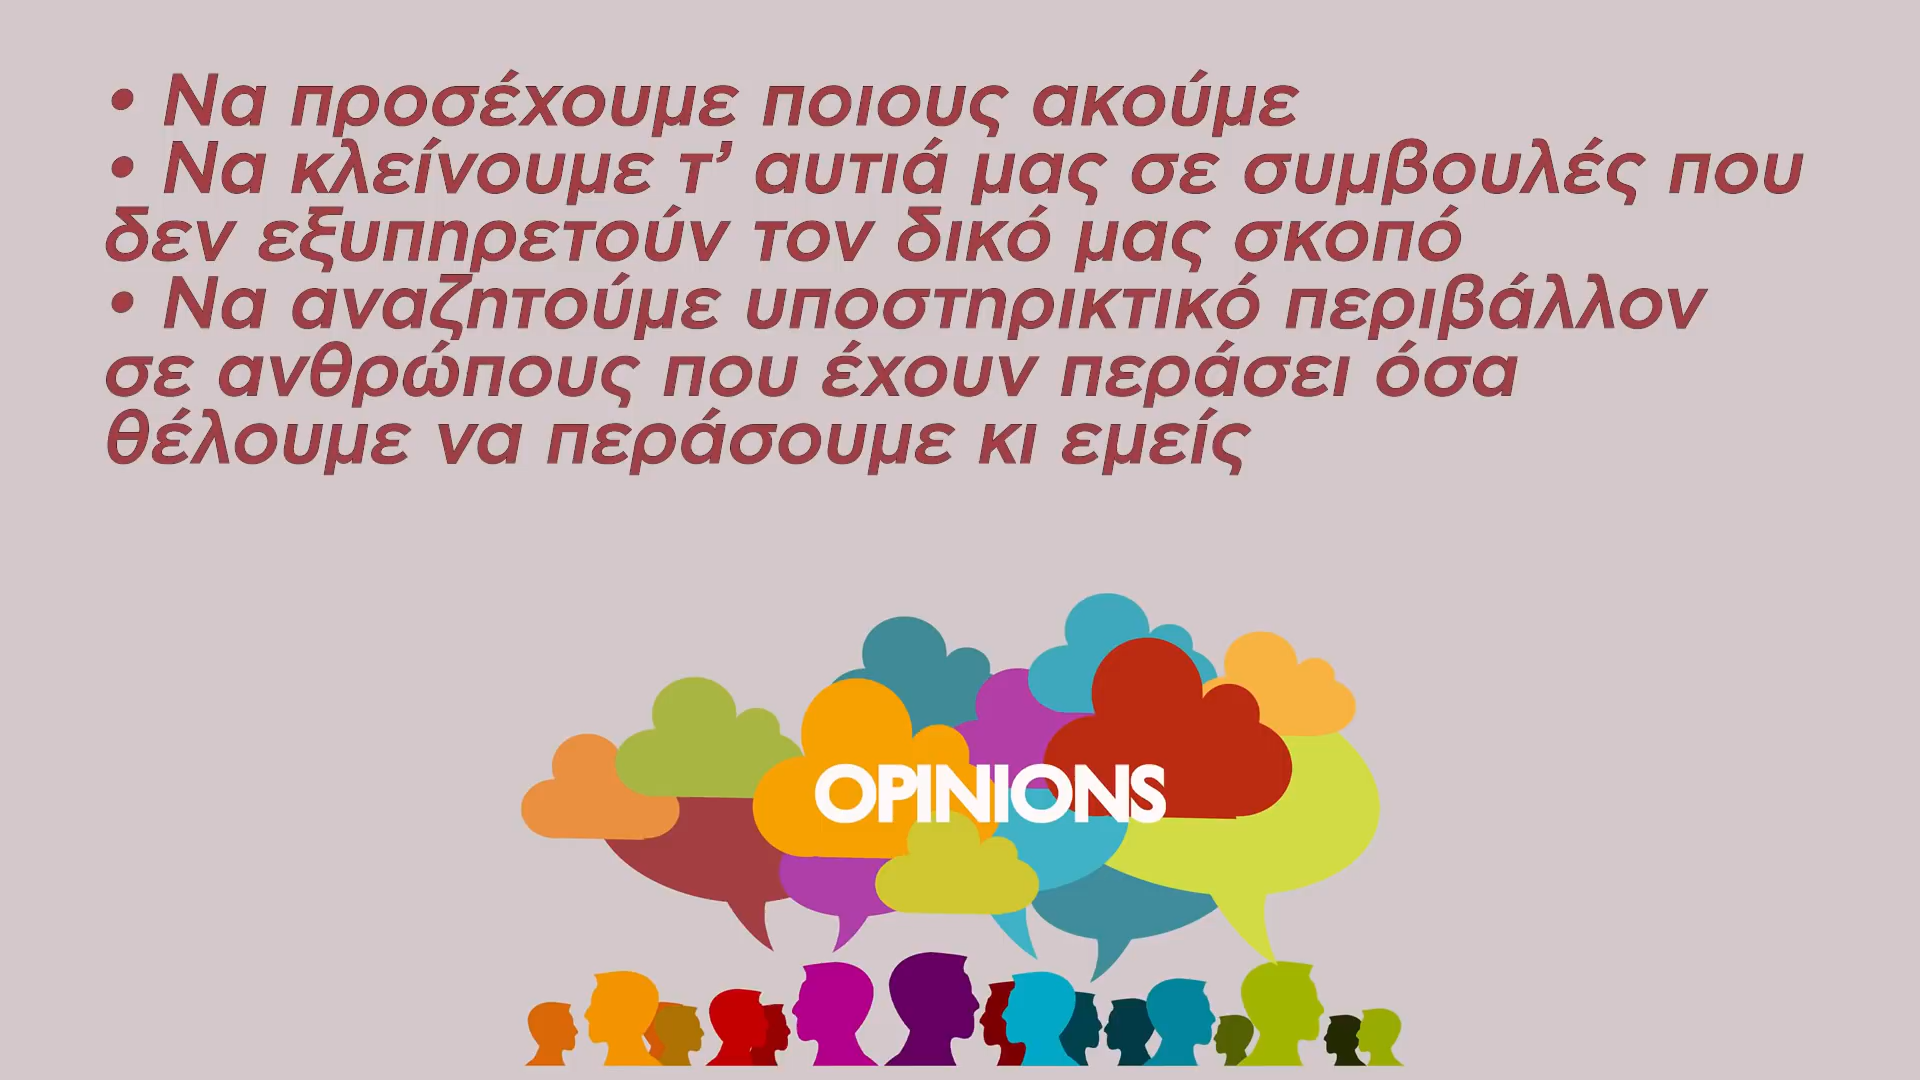 • Να προσέχουμε ποιους ακούμε
• Να κλείνουμε τ’ αυτιά μας σε συμβουλές που
δεν εξυπηρετούν τον δικό μας σκοπό
• Να αναζητούμε υποστηρικτικό περιβάλλον
σε ανθρώπους που έχουν περάσει όσα
θέλουμε να περάσουμε κι εμείς
OPINIONS